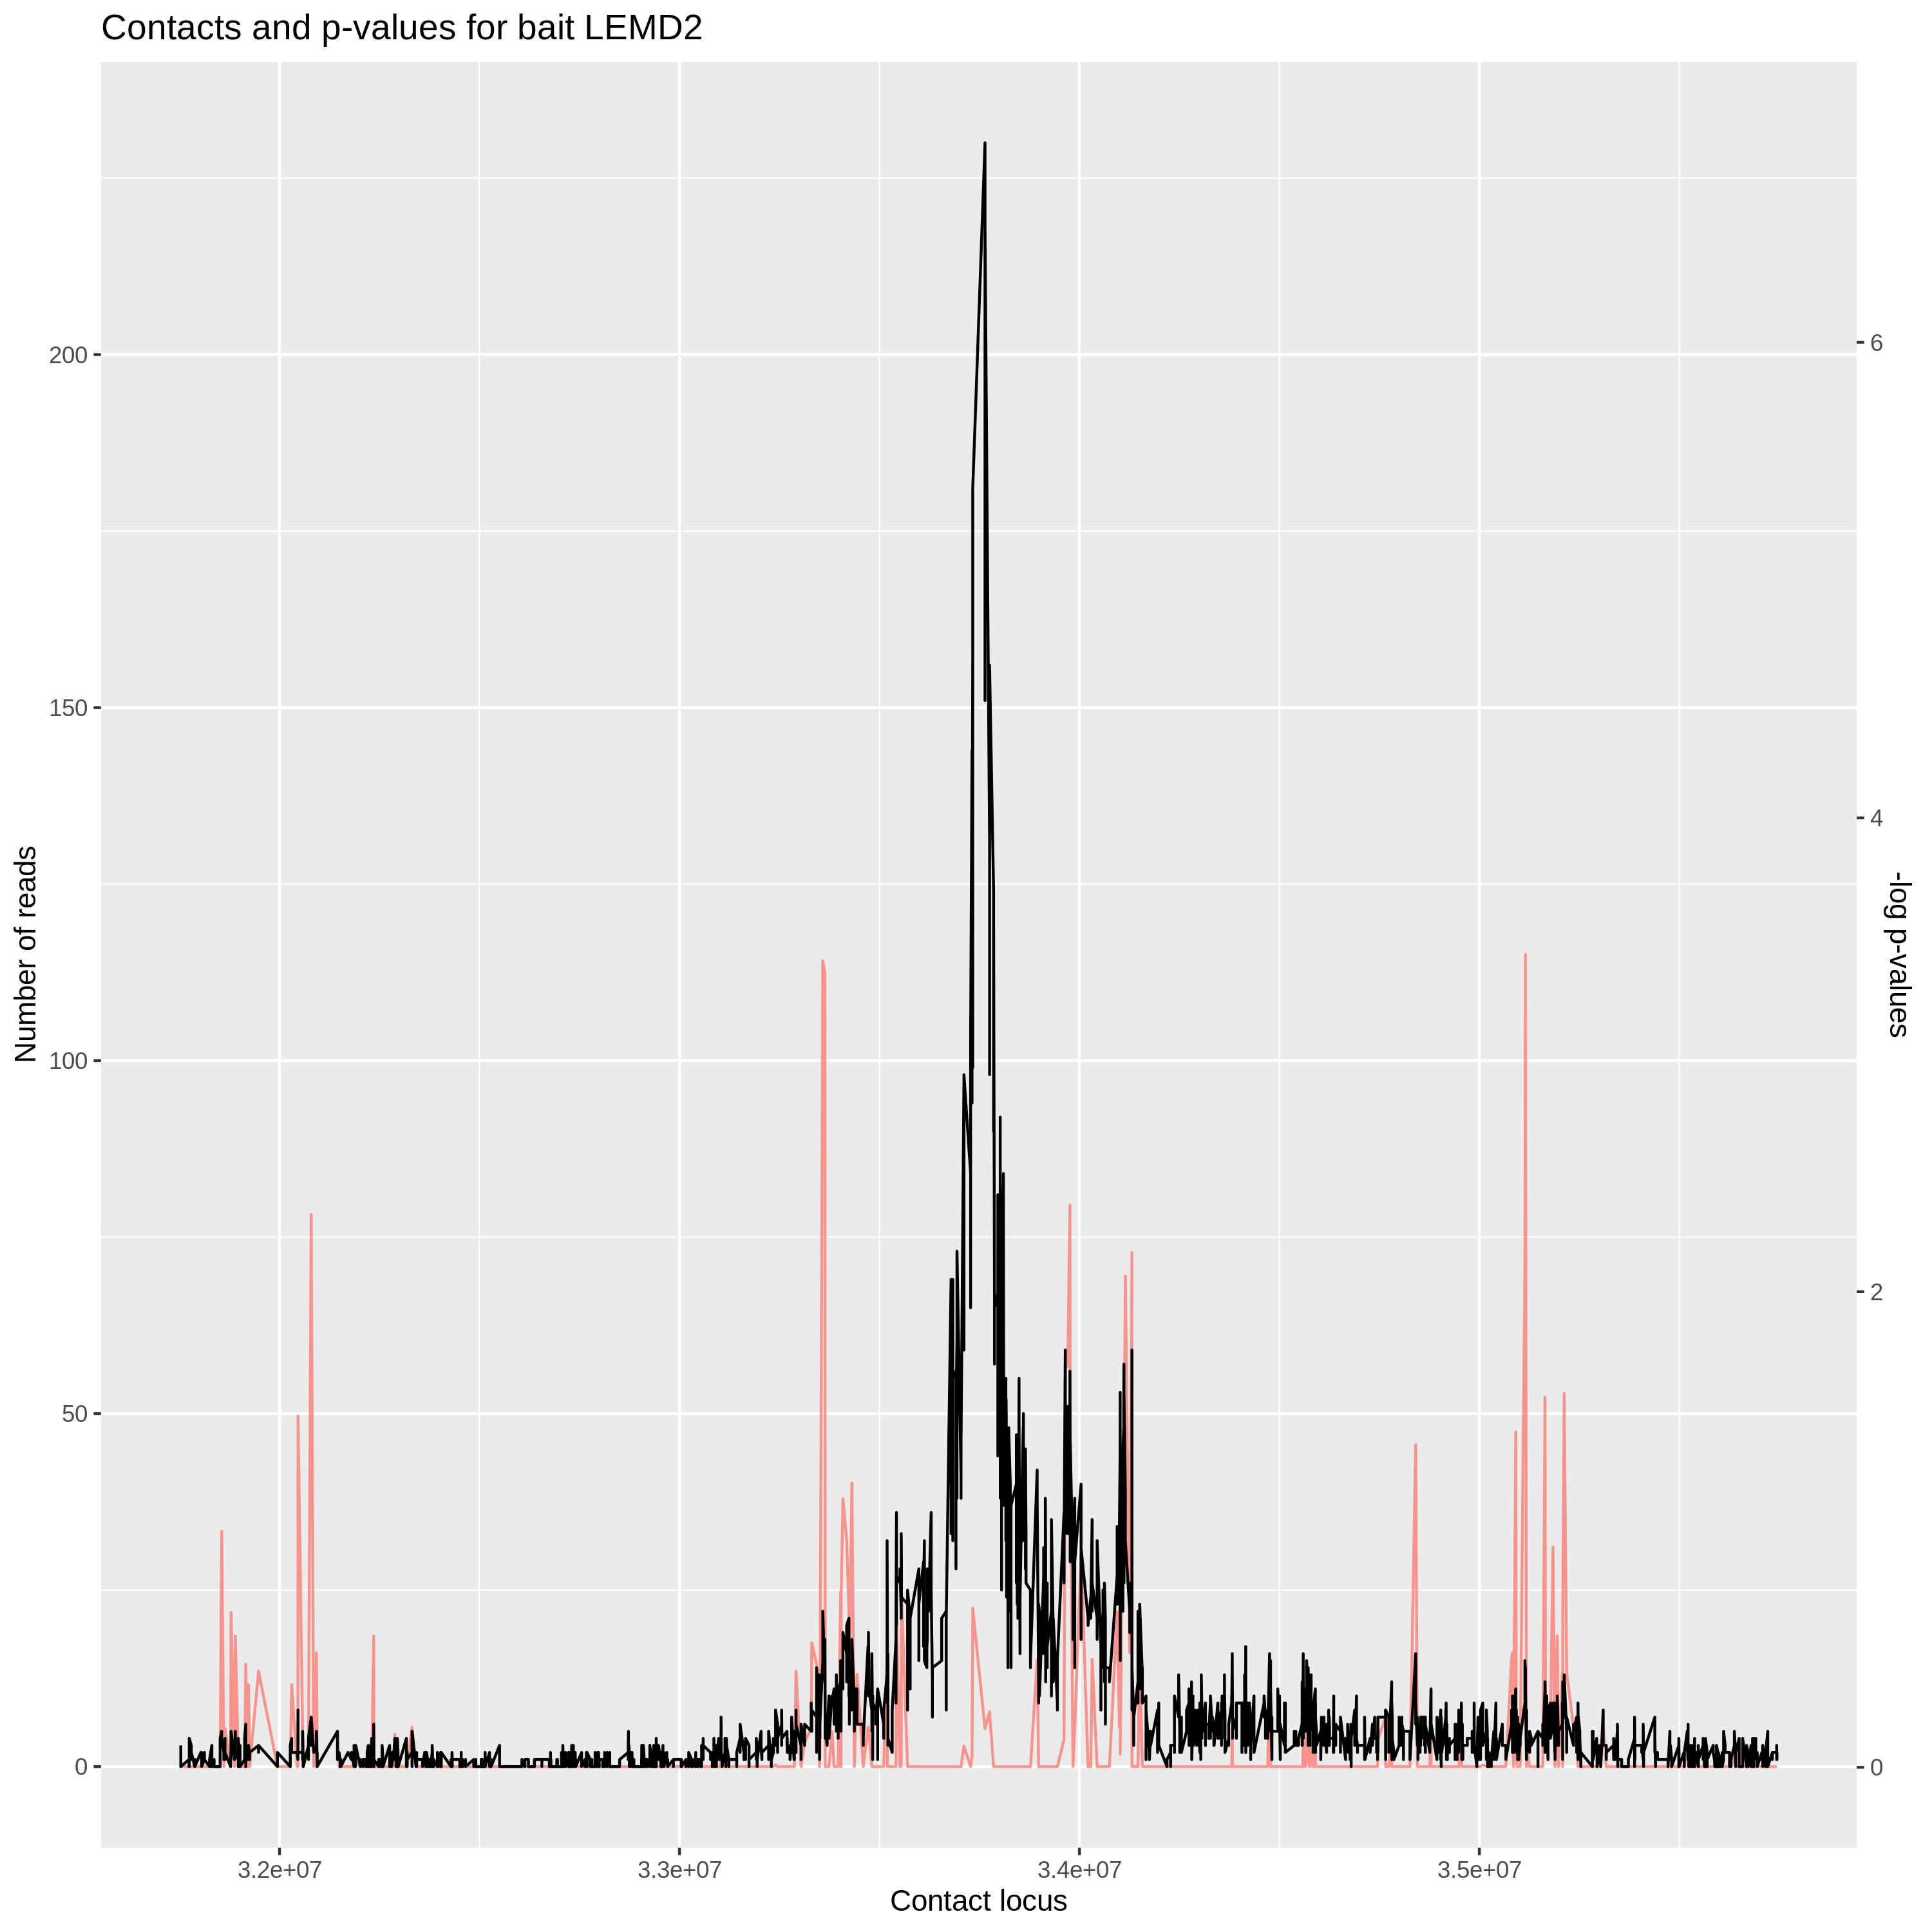 Contacts and p-values for bait LEMD2
Number of reads
200
150
100
50
0
6
4
2
0
-log p-values
3.2e+07
3.3e+07
3.4e+07
3.5e+07
Contact locus